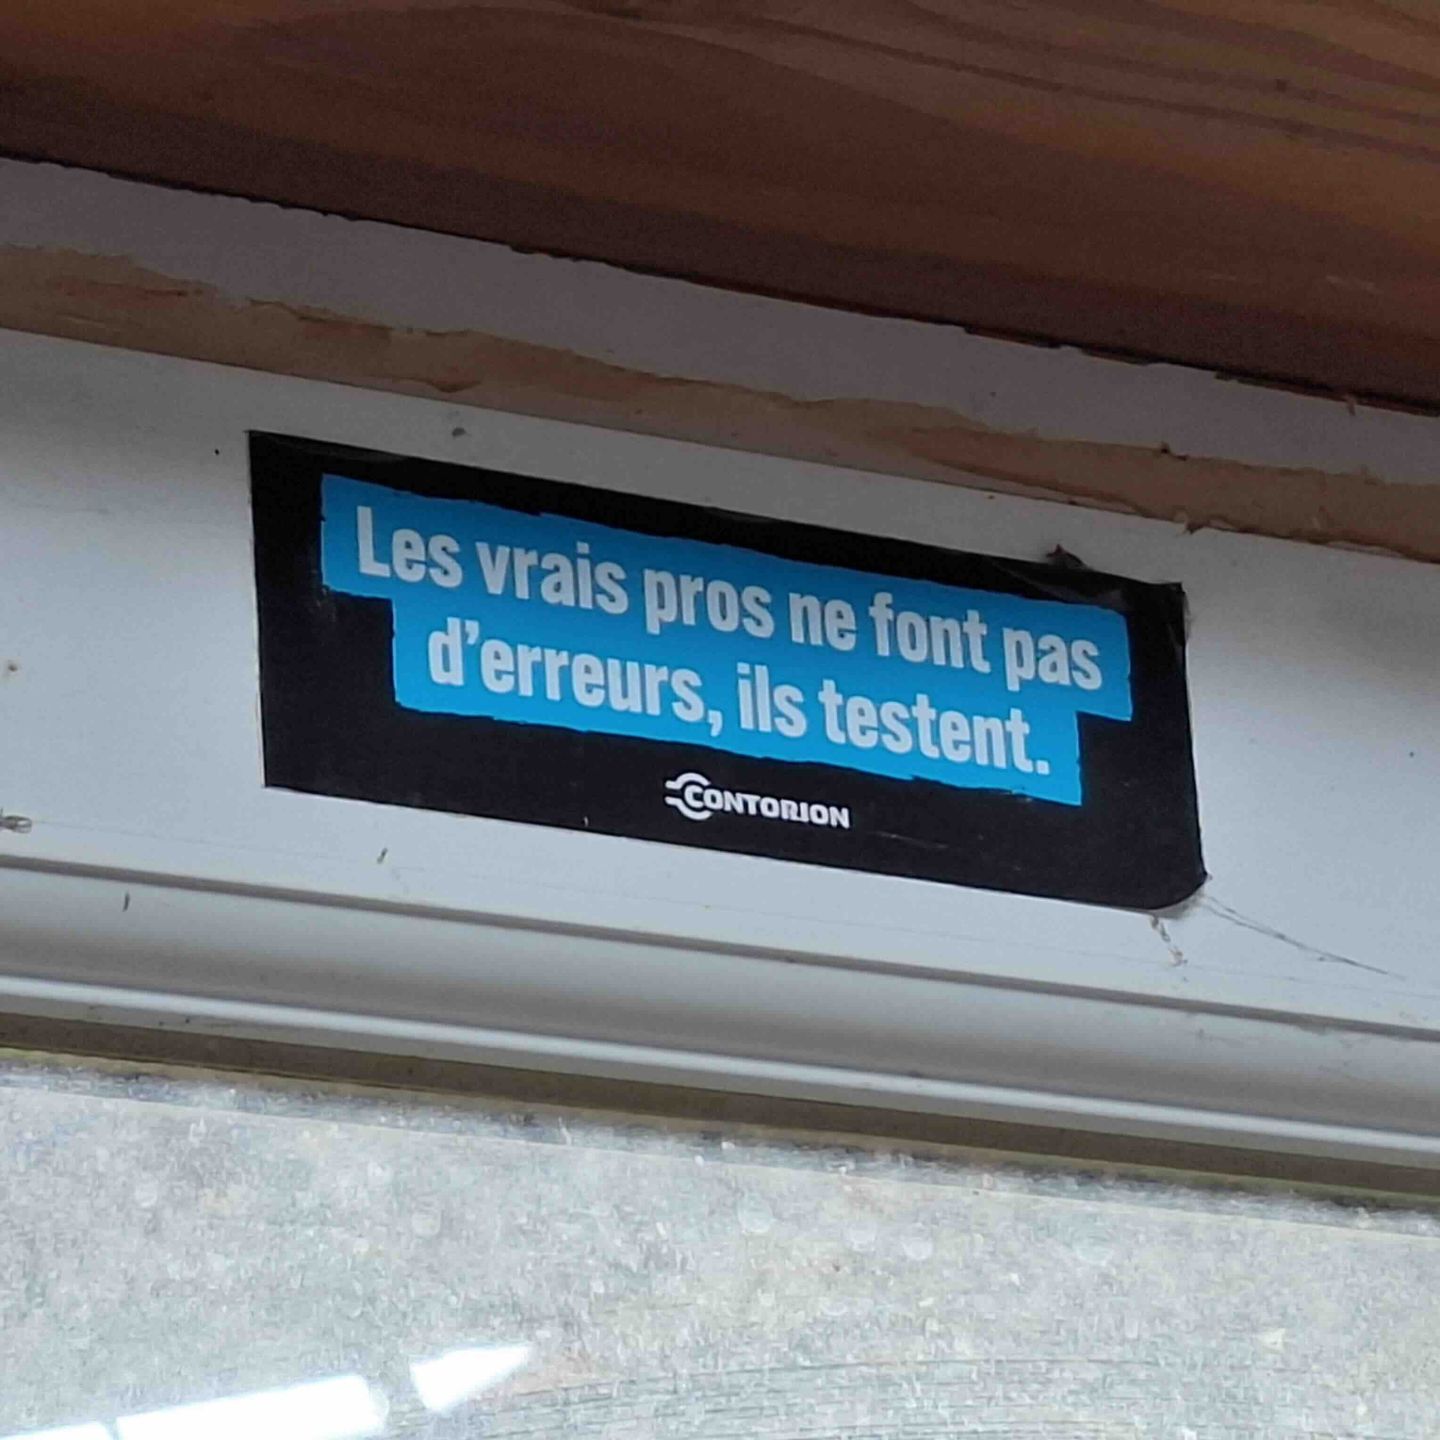 Les vrais pros ne font pas
d’erreurs, ils testent.
CONTORION